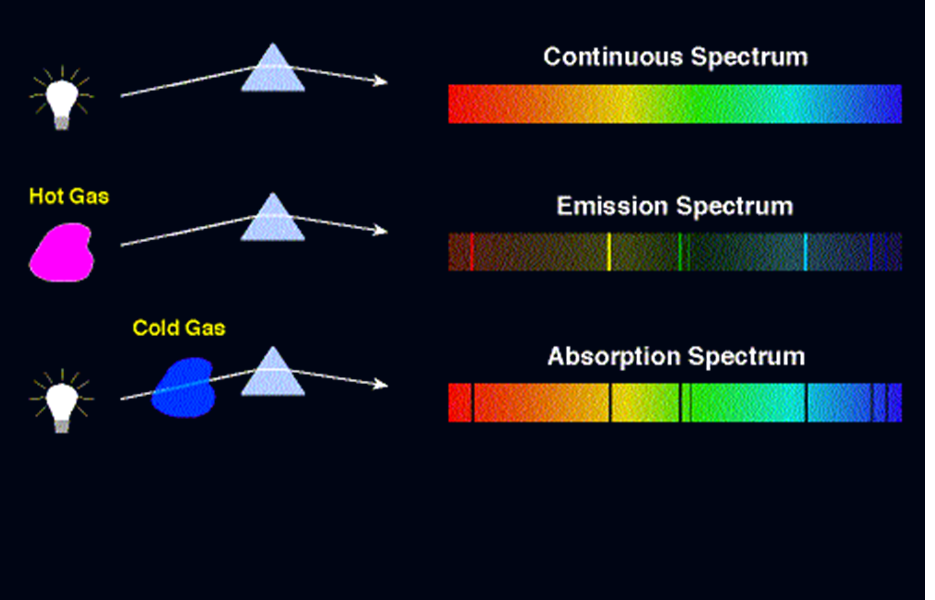 Continuous Spectrum
Hot Gas
Emission Spectrum
Cold Gas
Absorption Spectrum